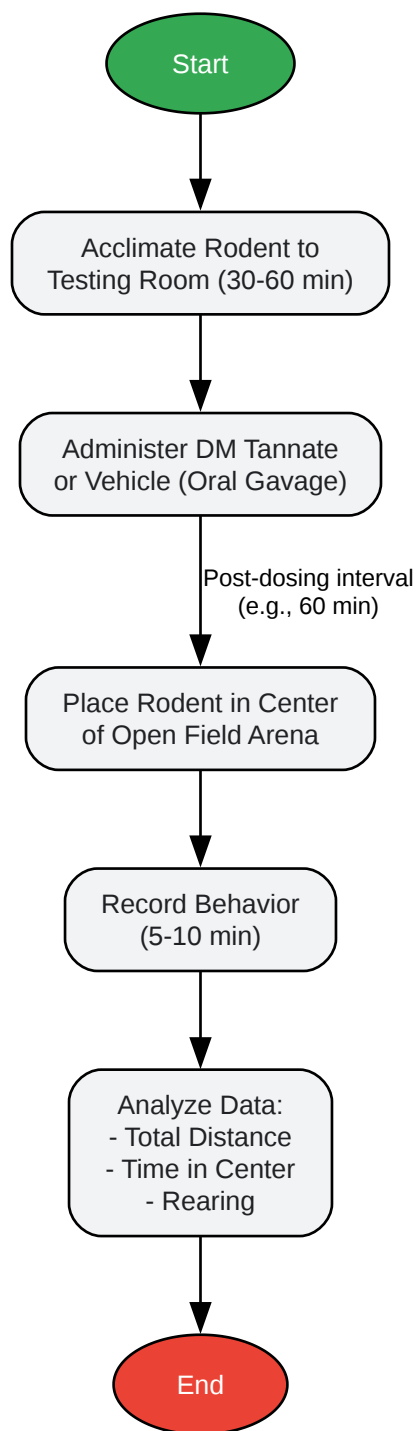 Start
Acclimate Rodent to
Testing Room (30-60 min)
Administer DM Tannate
or Vehicle (Oral Gavage)
Post-dosing interval
(e.g., 60 min)
Place Rodent in Center
of Open Field Arena
Record Behavior
(5-10 min)
Analyze Data:
- Total Distance
- Time in Center
- Rearing
End